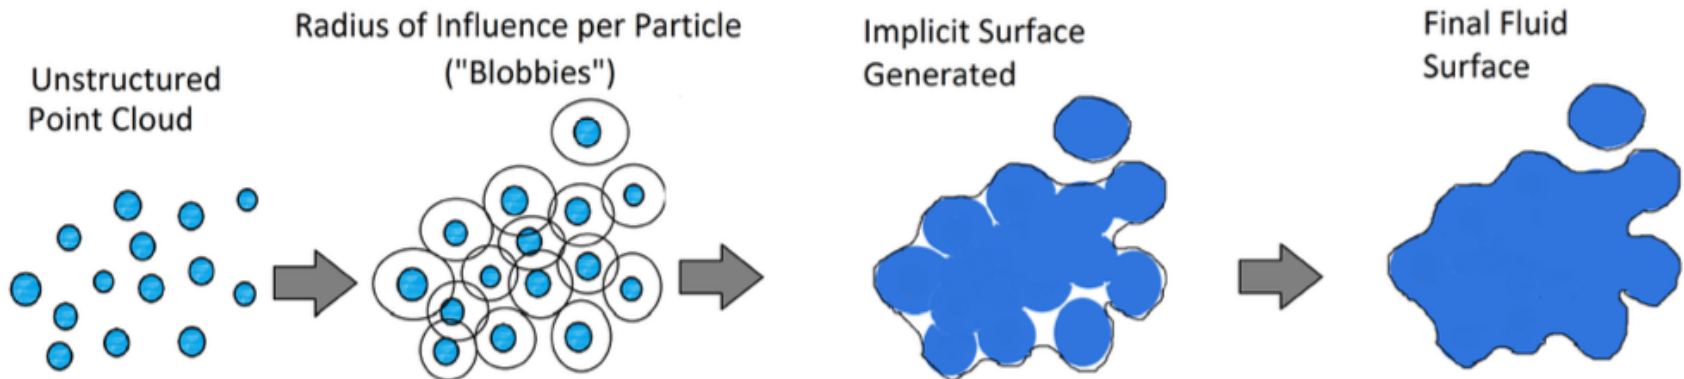 Unstructured
Point Cloud
Radius of Influence per Particle
("Blobbies")
Implicit Surface
Generated
Final Fluid
Surface